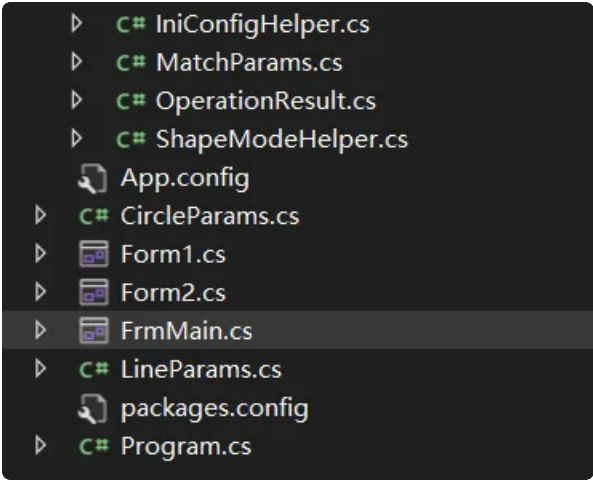 C# IniConfigHelper.cs
C# MatchParams.cs
C# OperationResult.cs
C# ShapeModeHelper.cs
App.config
C# CircleParams.cs
Form1.cs
Form2.cs
FrmMain.cs
C# LineParams.cs
packages.config
C# Program.cs